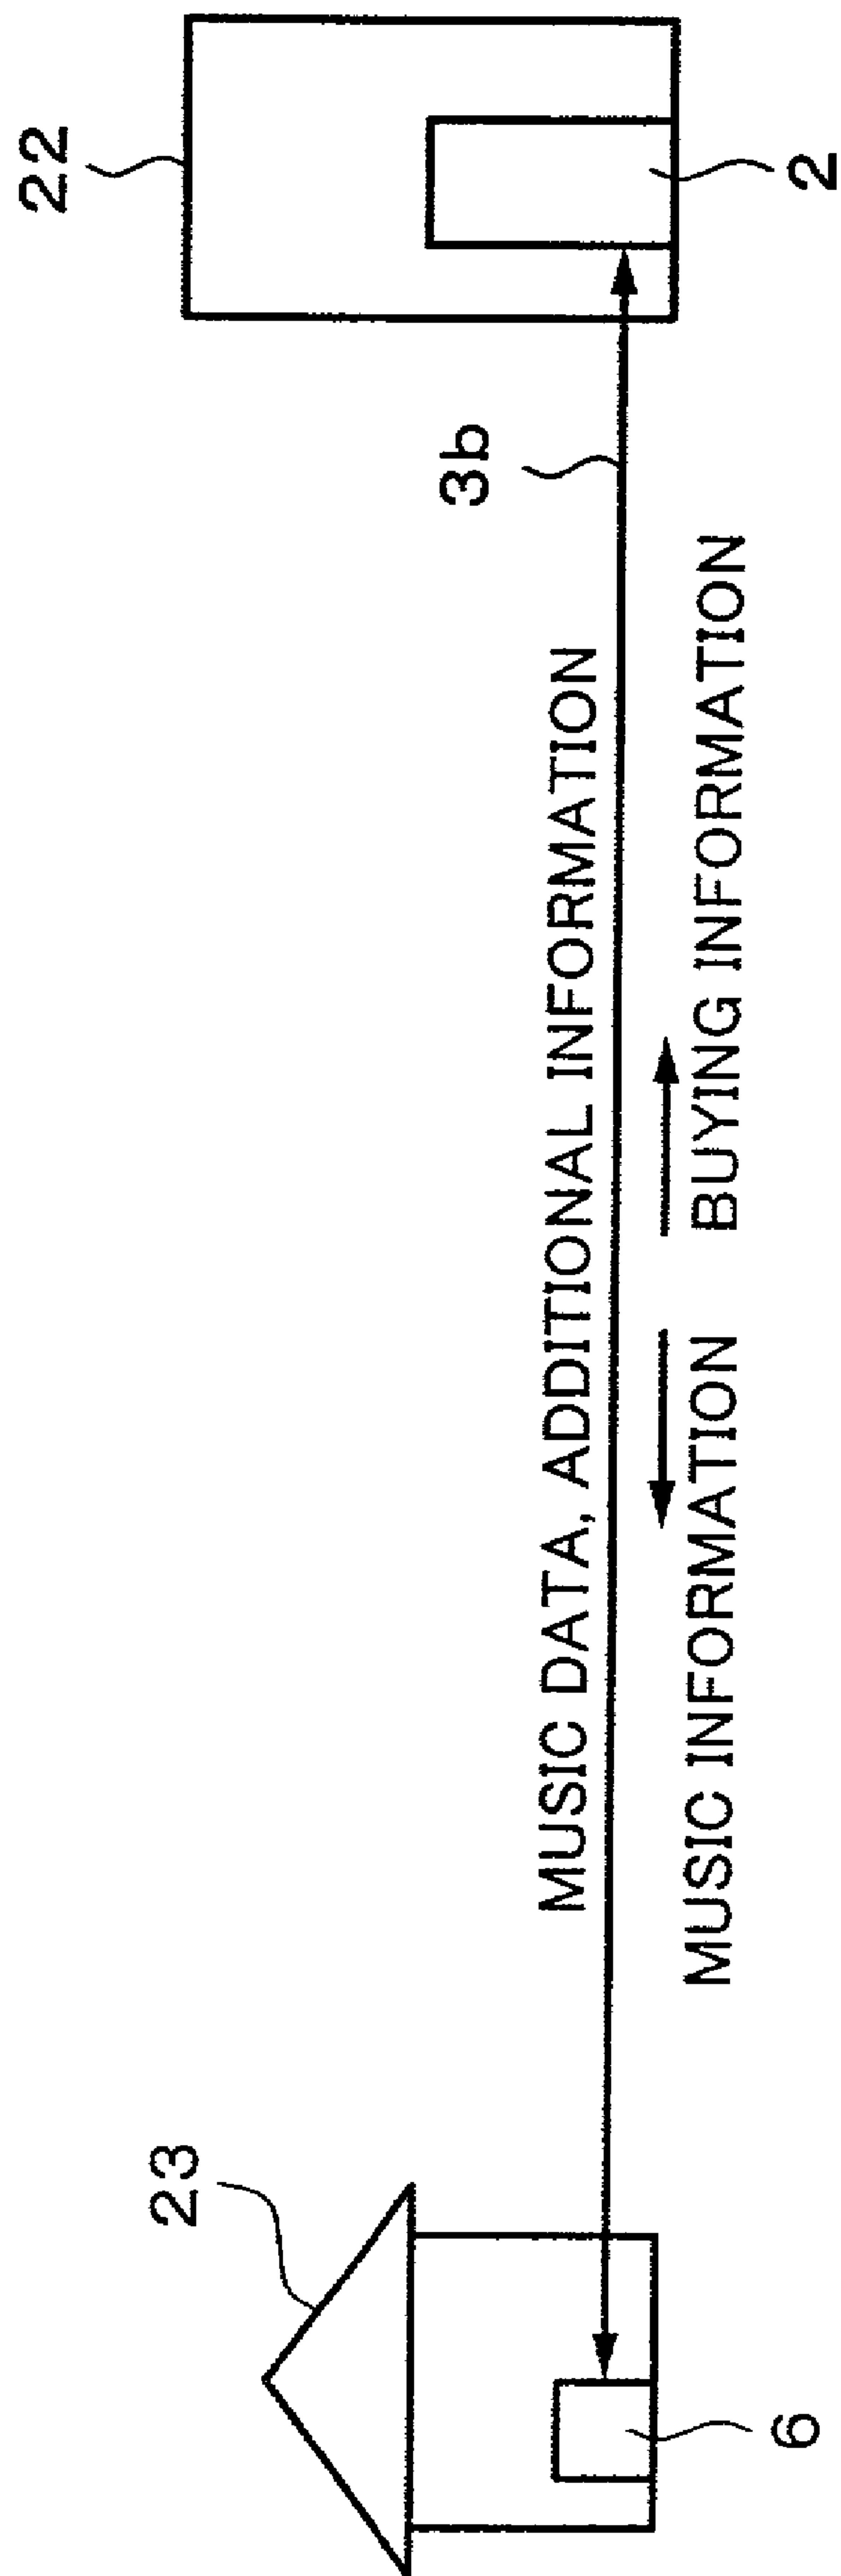 22
2
3b
MUSIC DATA, ADDITIONAL INFORMATION
MUSIC INFORMATION
BUYING INFORMATION
23
6